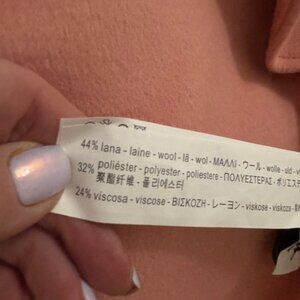 44% lana - laine - wool - lã - wol - ΜΑΛΛΙ - ウール - wolle - uld -
32% poliéster - polyester - poliestere - ΠΟΛΥΕΣΤΕΡΑΣ - ポリエステ
聚酯纤维 - 폴리에스터
24% viscosa - viscose - ΒΙΣΚΟΖΗ - レーヨン - viskose - viskoza -